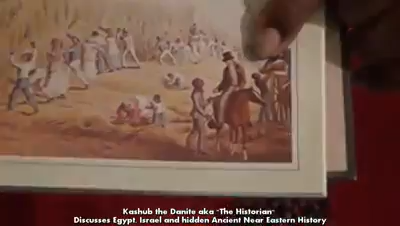 Kashub the Danite aka "The Historian"
Discusses Egypt, Israel and hidden Ancient Near Eastern History